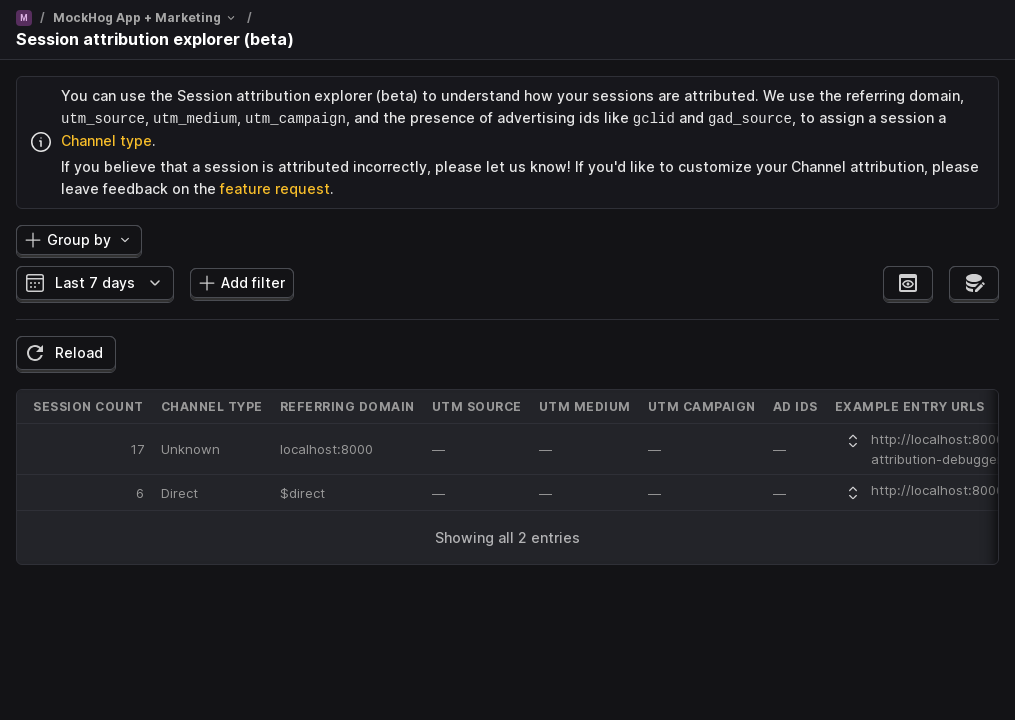 M / MockHog App + Marketing /
Session attribution explorer (beta)
You can use the Session attribution explorer (beta) to understand how your sessions are attributed. We use the referring domain,
utm_source, utm_medium, utm_campaign, and the presence of advertising ids like gclid and gad_source, to assign a session a
Channel type.
If you believe that a session is attributed incorrectly, please let us know! If you'd like to customize your Channel attribution, please
leave feedback on the feature request.
Group by
Last 7 days Add filter
Reload
SESSION COUNT CHANNEL TYPE REFERRING DOMAIN UTM SOURCE UTM MEDIUM UTM CAMPAIGN AD IDS EXAMPLE ENTRY URLS
17 Unknown localhost:8000 — — — — http://localhost:8000
attribution-debugge
6 Direct $direct — — — — http://localhost:8000
Showing all 2 entries